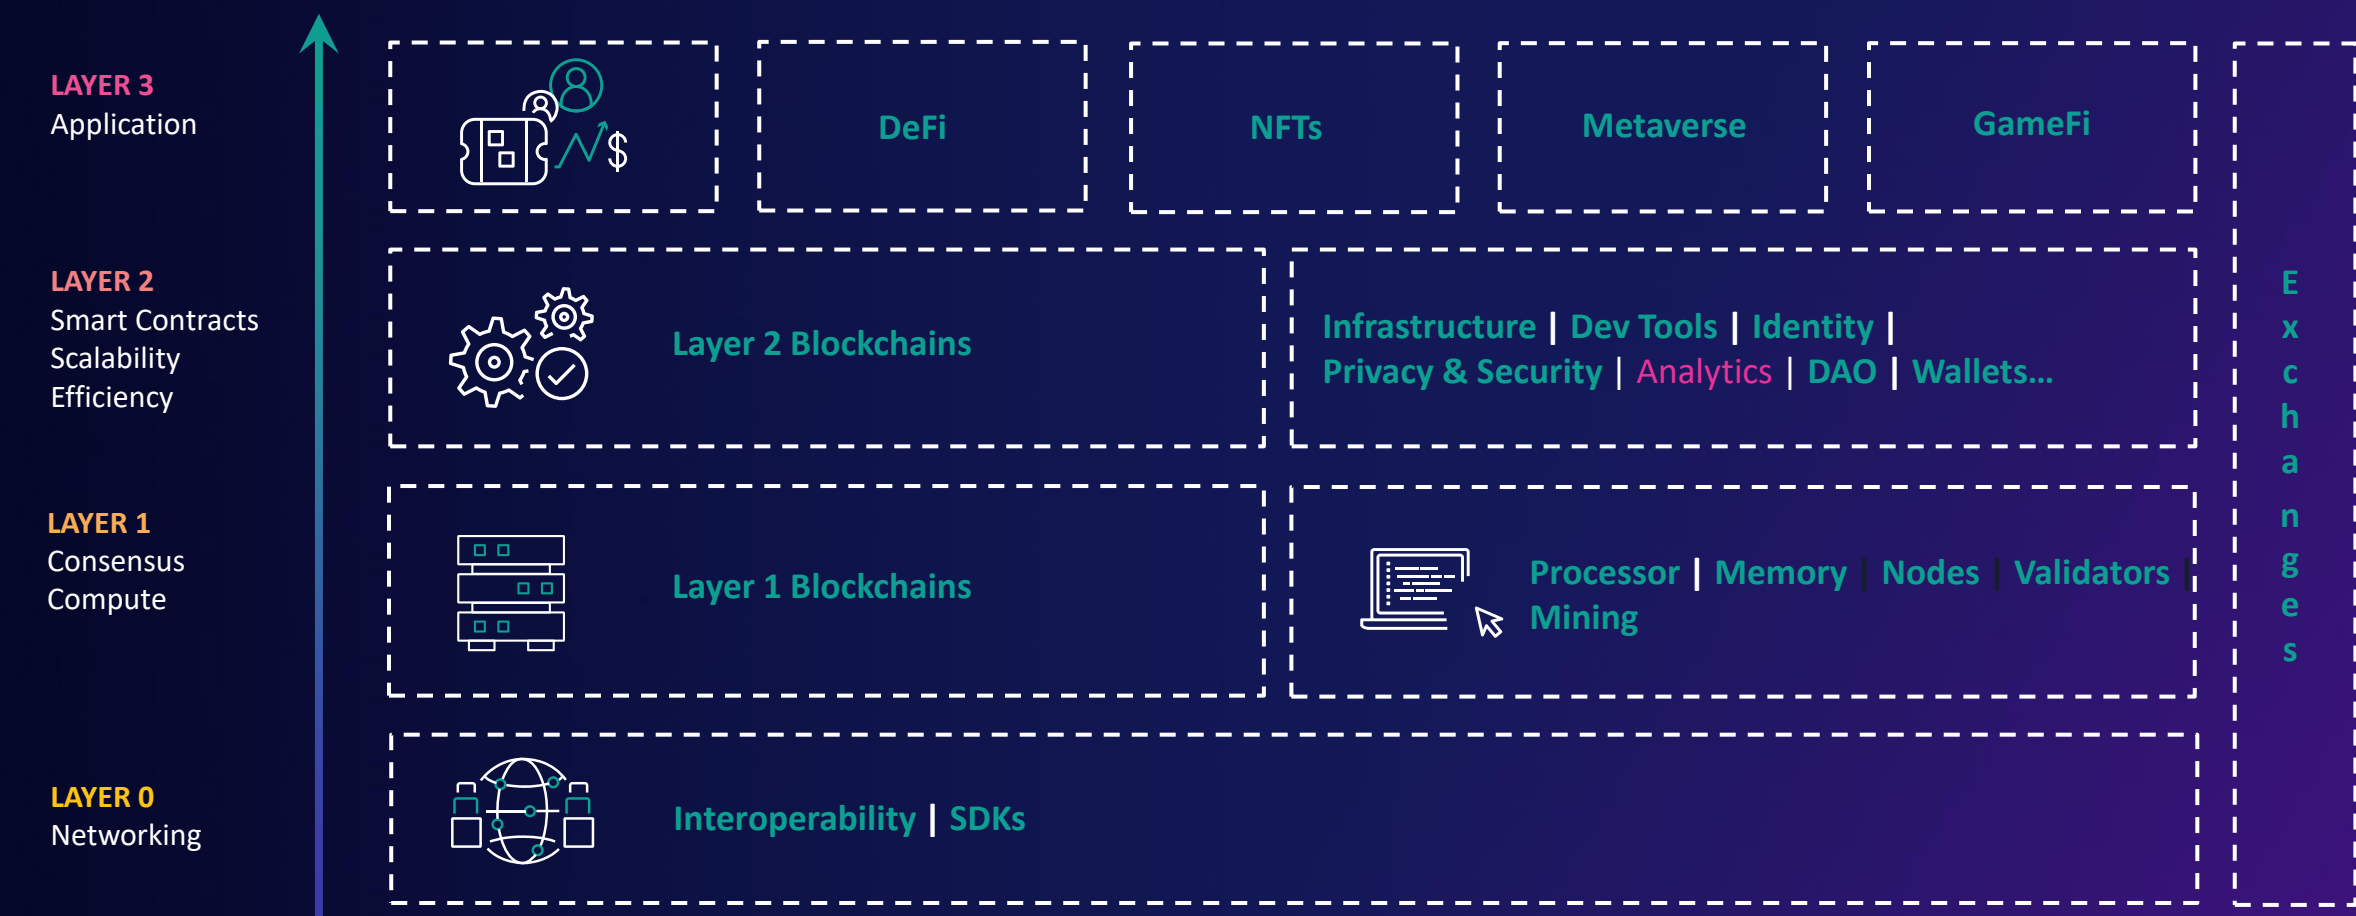 LAYER 3
Application
DeFi
NFTs
Metaverse
GameFi
LAYER 2
Smart Contracts
Scalability
Efficiency
Layer 2 Blockchains
Infrastructure | Dev Tools | Identity |
Privacy & Security | Analytics | DAO | Wallets...
LAYER 1
Consensus
Compute
Layer 1 Blockchains
Processor | Memory | Nodes | Validators |
Mining
LAYER 0
Networking
Interoperability | SDKs
Exchanges